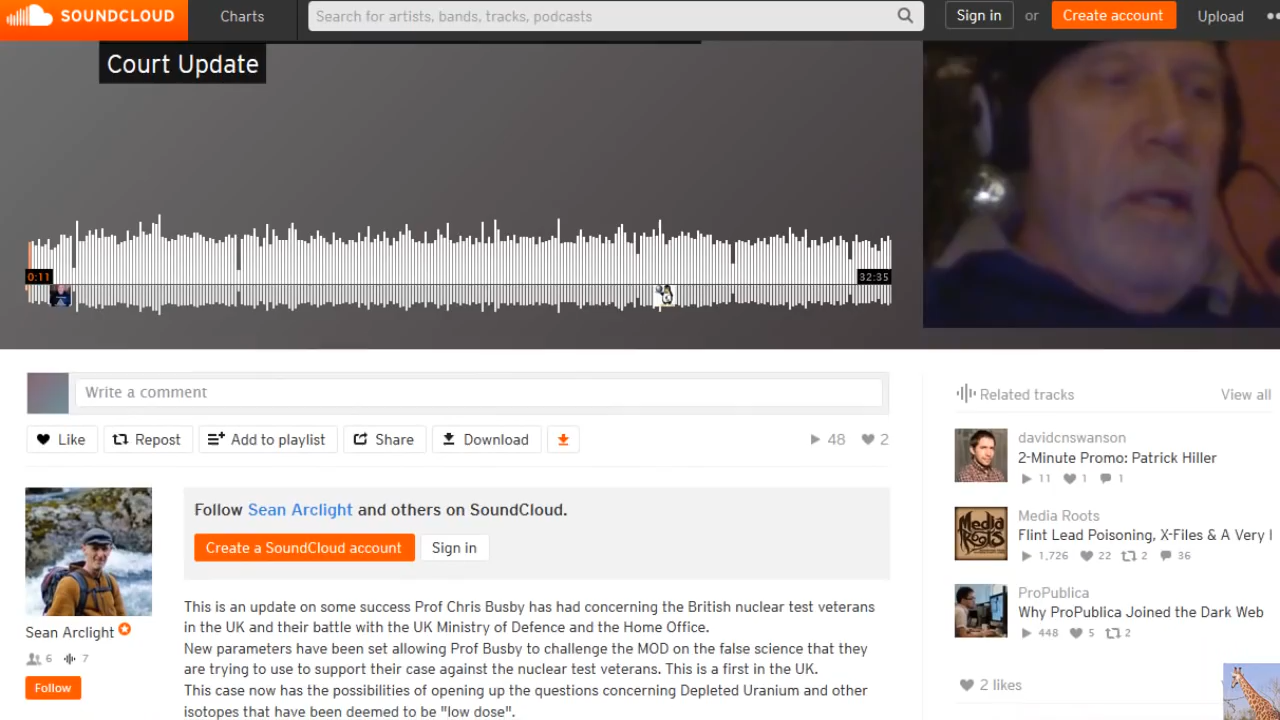 SOUNDCLOUD
Charts
Search for artists, bands, tracks, podcasts
Sign in or Create account Upload
Court Update
0:11
32:35
Write a comment
Like Repost Add to playlist Share Download
48 2
Follow Sean Arclight and others on SoundCloud.
Create a SoundCloud account Sign in
Sean Arclight
6 7
Follow
This is an update on some success Prof Chris Busby has had concerning the British nuclear test veterans
in the UK and their battle with the UK Ministry of Defence and the Home Office.
New parameters have been set allowing Prof Busby to challenge the MOD on the false science that they
are trying to use to support their case against the nuclear test veterans. This is a first in the UK.
This case now has the possibilities of opening up the questions concerning Depleted Uranium and other
isotopes that have been deemed to be "low dose".
Related tracks View all
davidcnswanson
2-Minute Promo: Patrick Hiller
11 1 1
Media Roots
Flint Lead Poisoning, X-Files & A Very
1,726 22 2 36
ProPublica
Why ProPublica Joined the Dark Web
448 5 2
2 likes